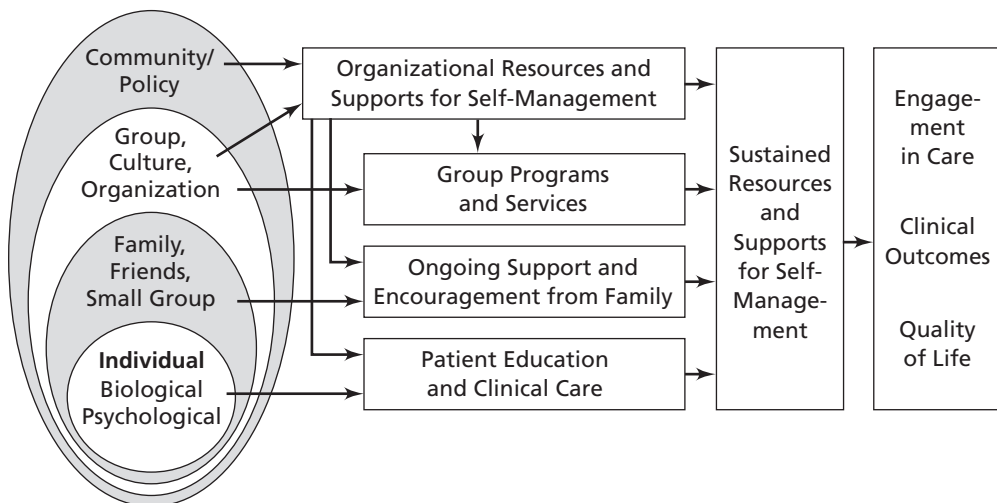 Community/
Policy
Group,
Culture,
Organization
Family,
Friends,
Small Group
Individual
Biological
Psychological
Organizational Resources and
Supports for Self-Management
Group Programs
and Services
Ongoing Support and
Encouragement from Family
Patient Education
and Clinical Care
Sustained
Resources
and
Supports
for Self-
Manage-
ment
Engage-
ment
in Care
Clinical
Outcomes
Quality
of Life